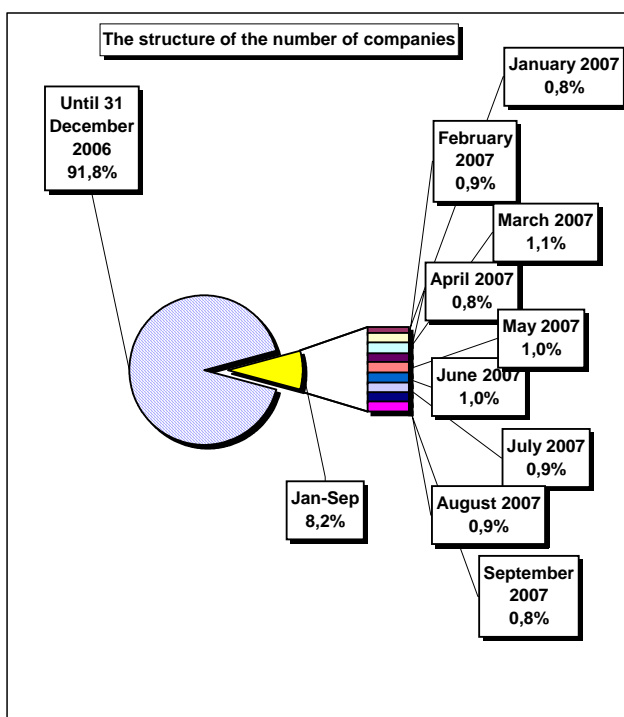 The structure of the number of companies
Until 31
December
2006
91,8%
January 2007
0,8%
February
2007
0,9%
March 2007
1,1%
April 2007
0,8%
May 2007
1,0%
June 2007
1,0%
July 2007
0,9%
Jan-Sep
8,2%
August 2007
0,9%
September
2007
0,8%